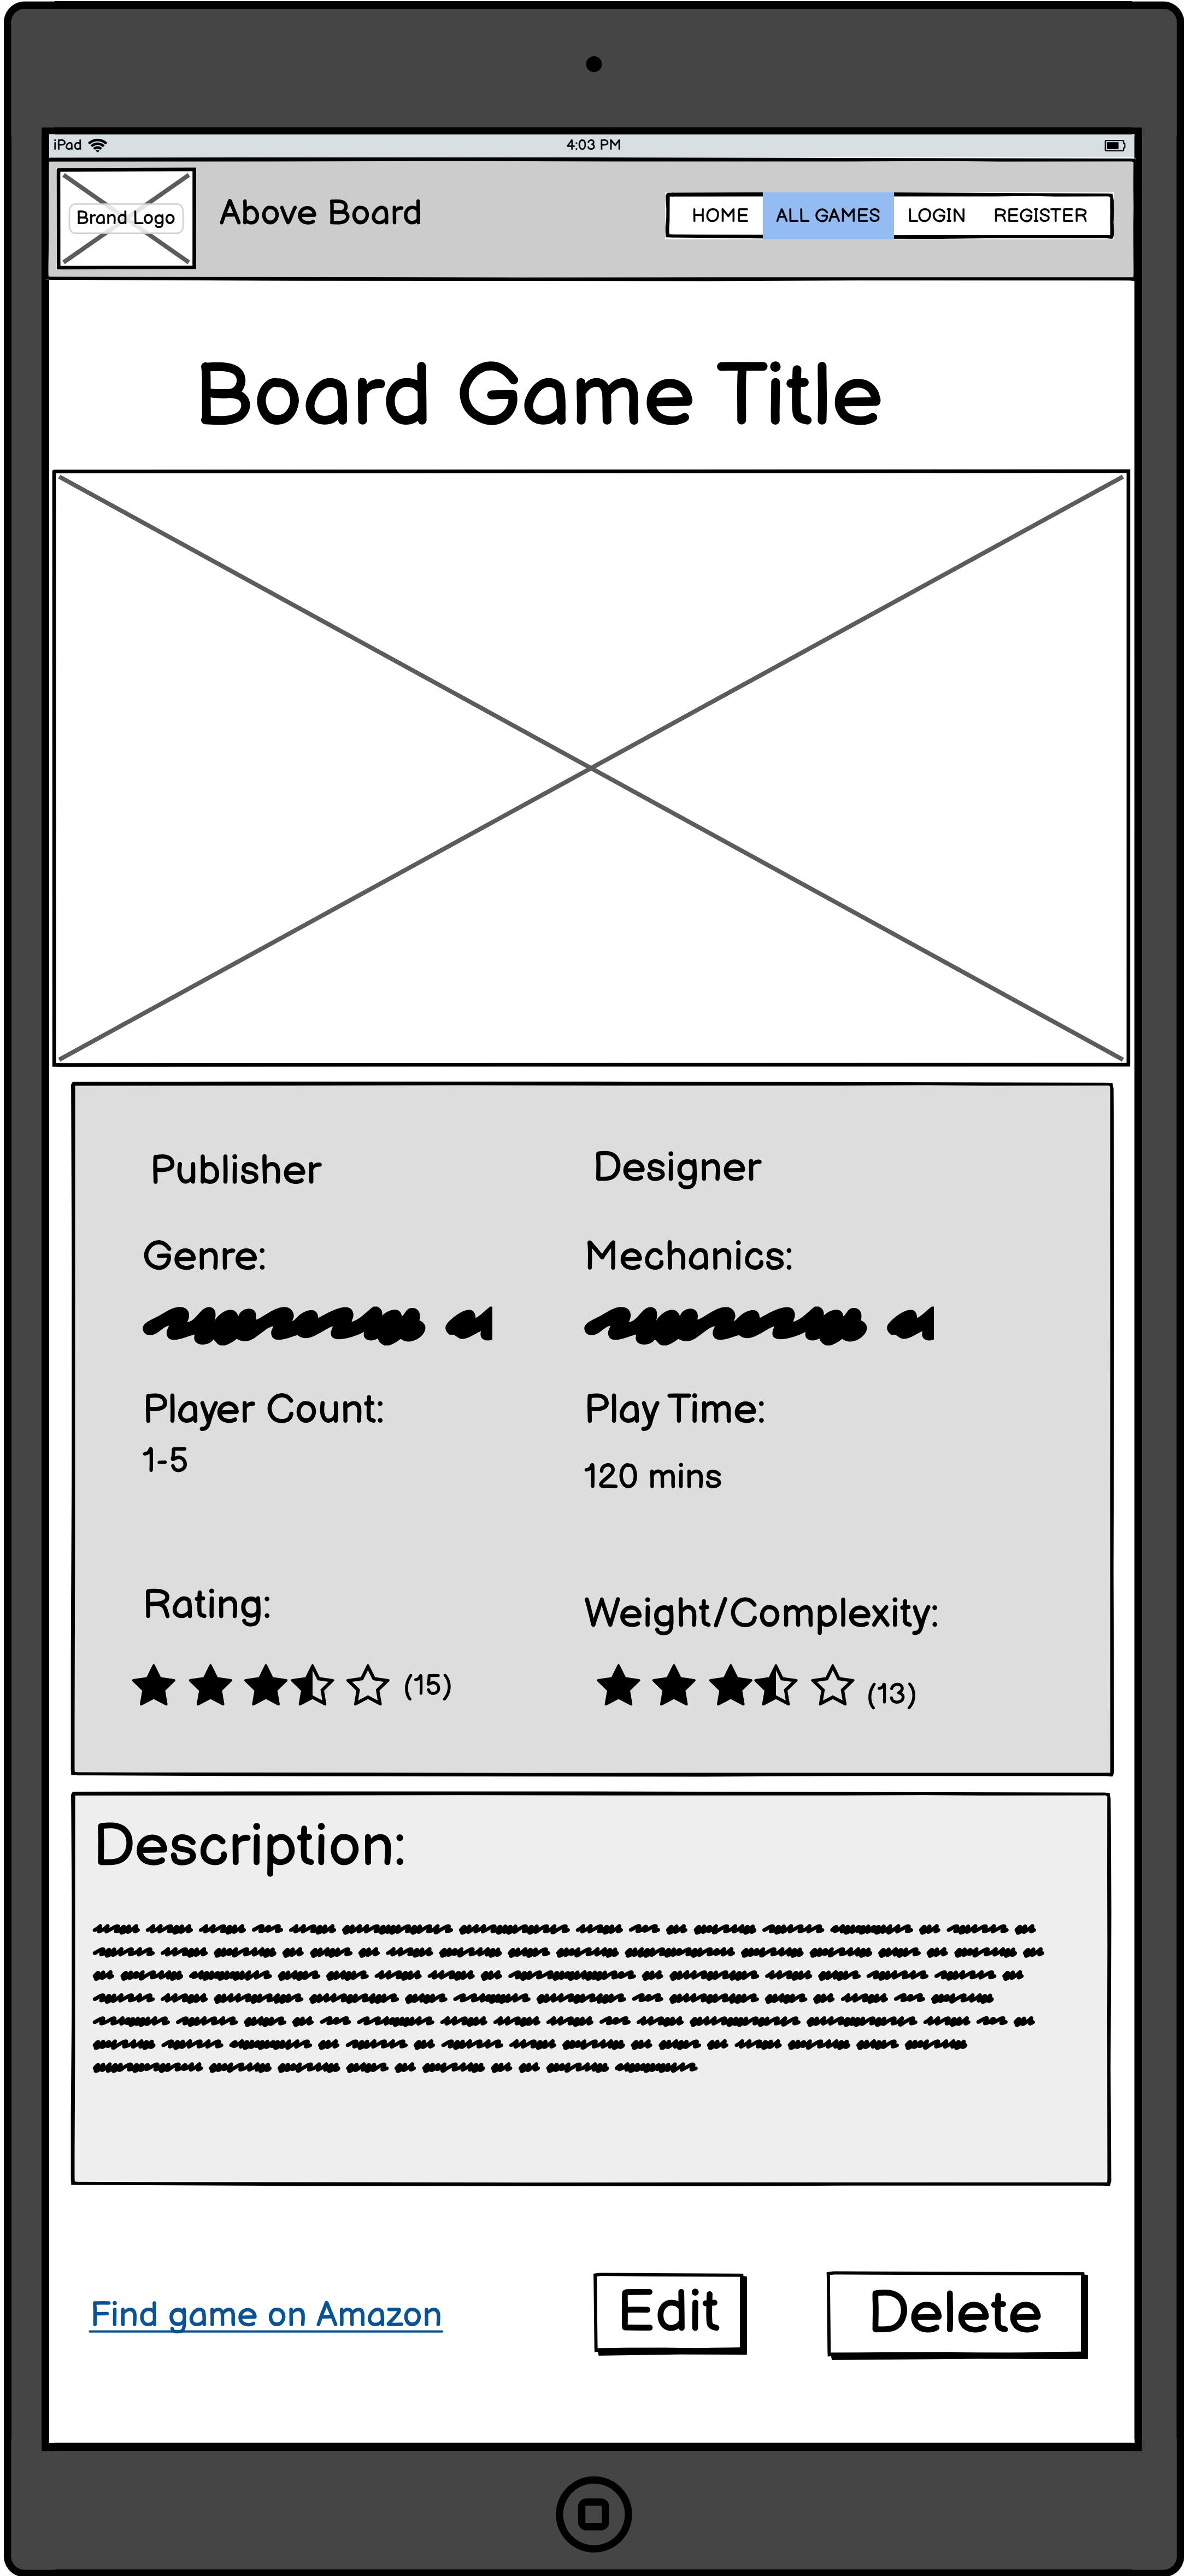 iPad 4:03 PM
Brand Logo Above Board HOME ALL GAMES LOGIN REGISTER
Board Game Title
Publisher Designer
Genre: Mechanics:
Player Count: Play Time:
1-5 120 mins
Rating: Weight/Complexity:
(15) (13)
Description:
Find game on Amazon Edit Delete